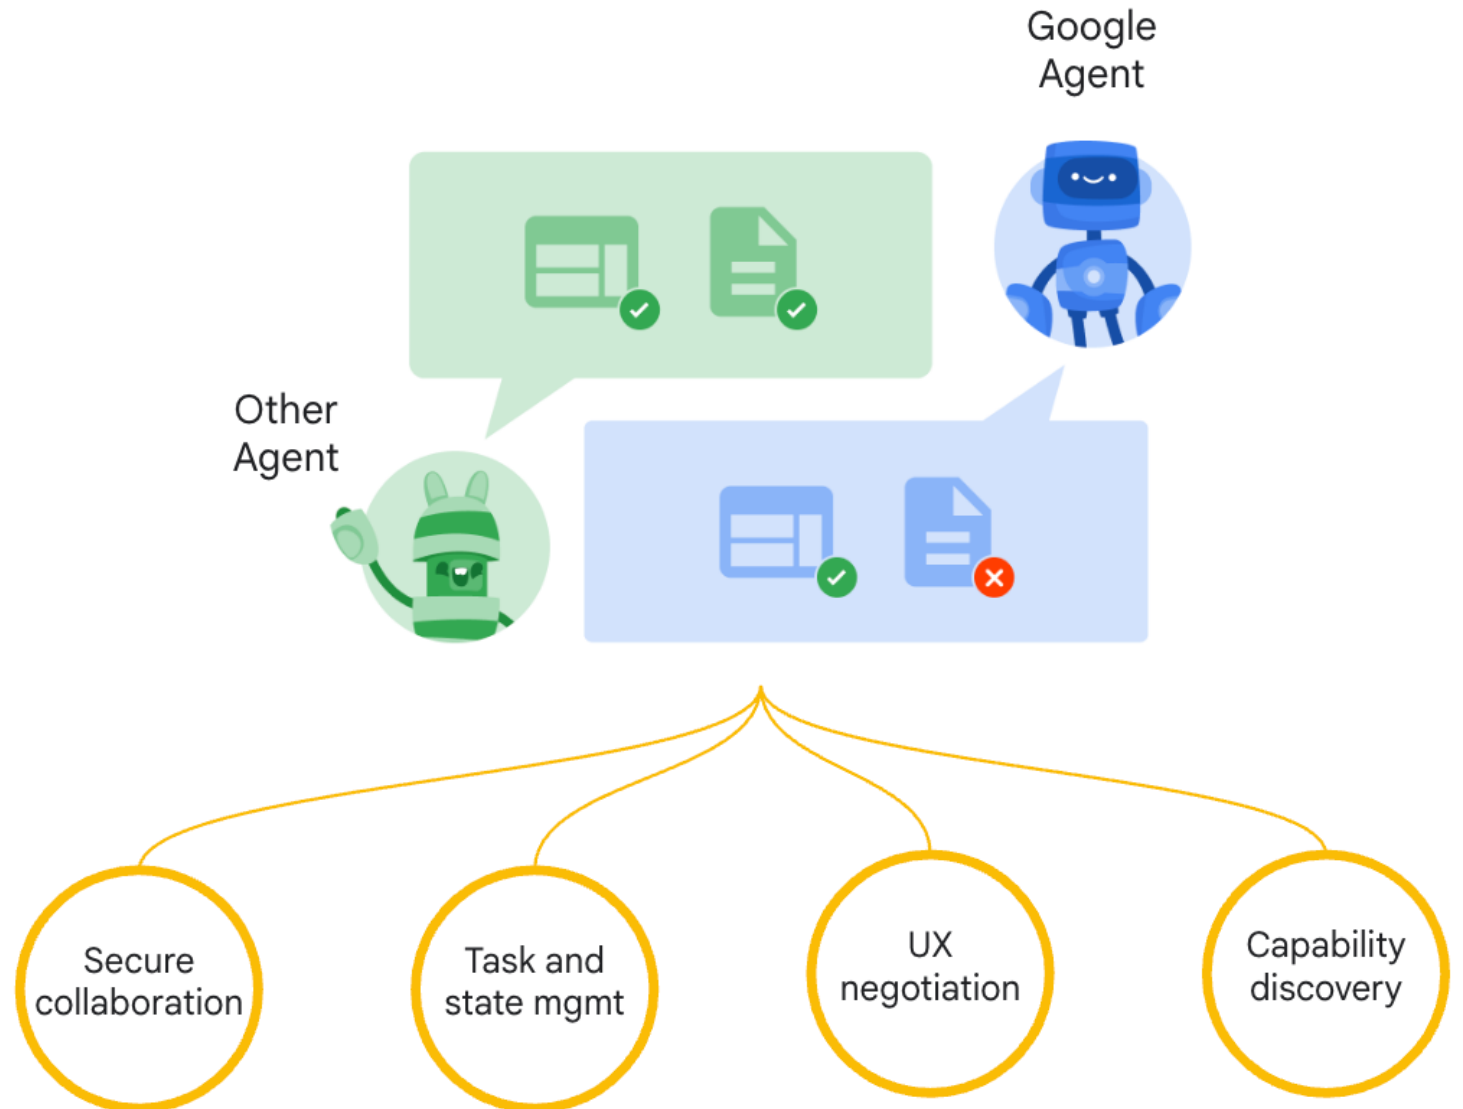 Google
Agent
Other
Agent
Secure
collaboration
Task and
state mgmt
UX
negotiation
Capability
discovery